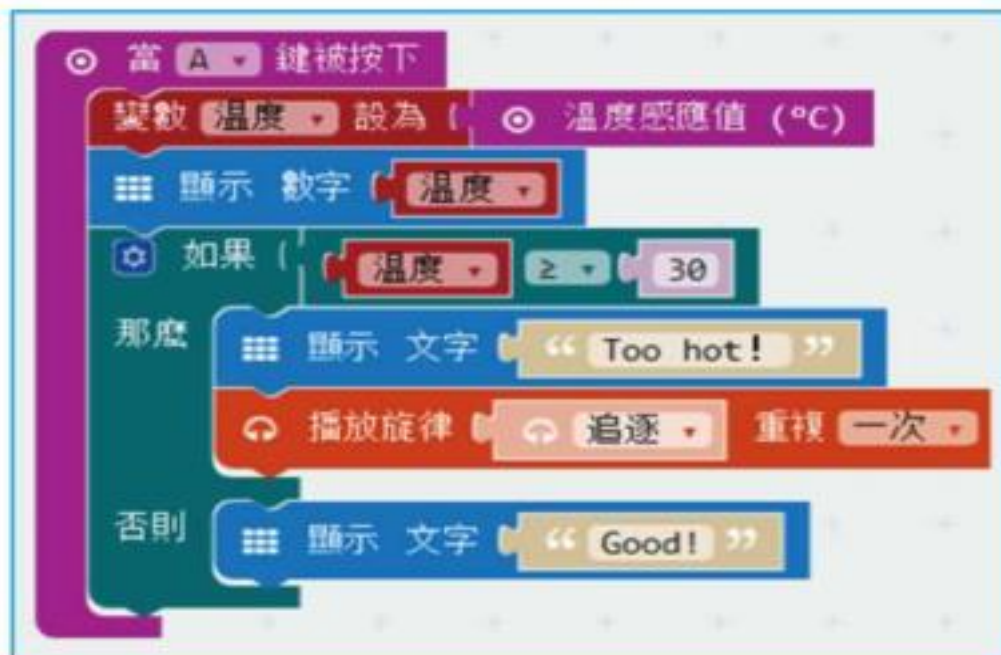 當 A 鍵被按下
變數 溫度 設為 ( 溫度感應值 (°C)
顯示 數字 ( 溫度
如果 ( 溫度 ≥ 30
那麼
顯示 文字 “ Too hot! ”
播放旋律 追逐 重複 一次
否則
顯示 文字 “ Good! ”